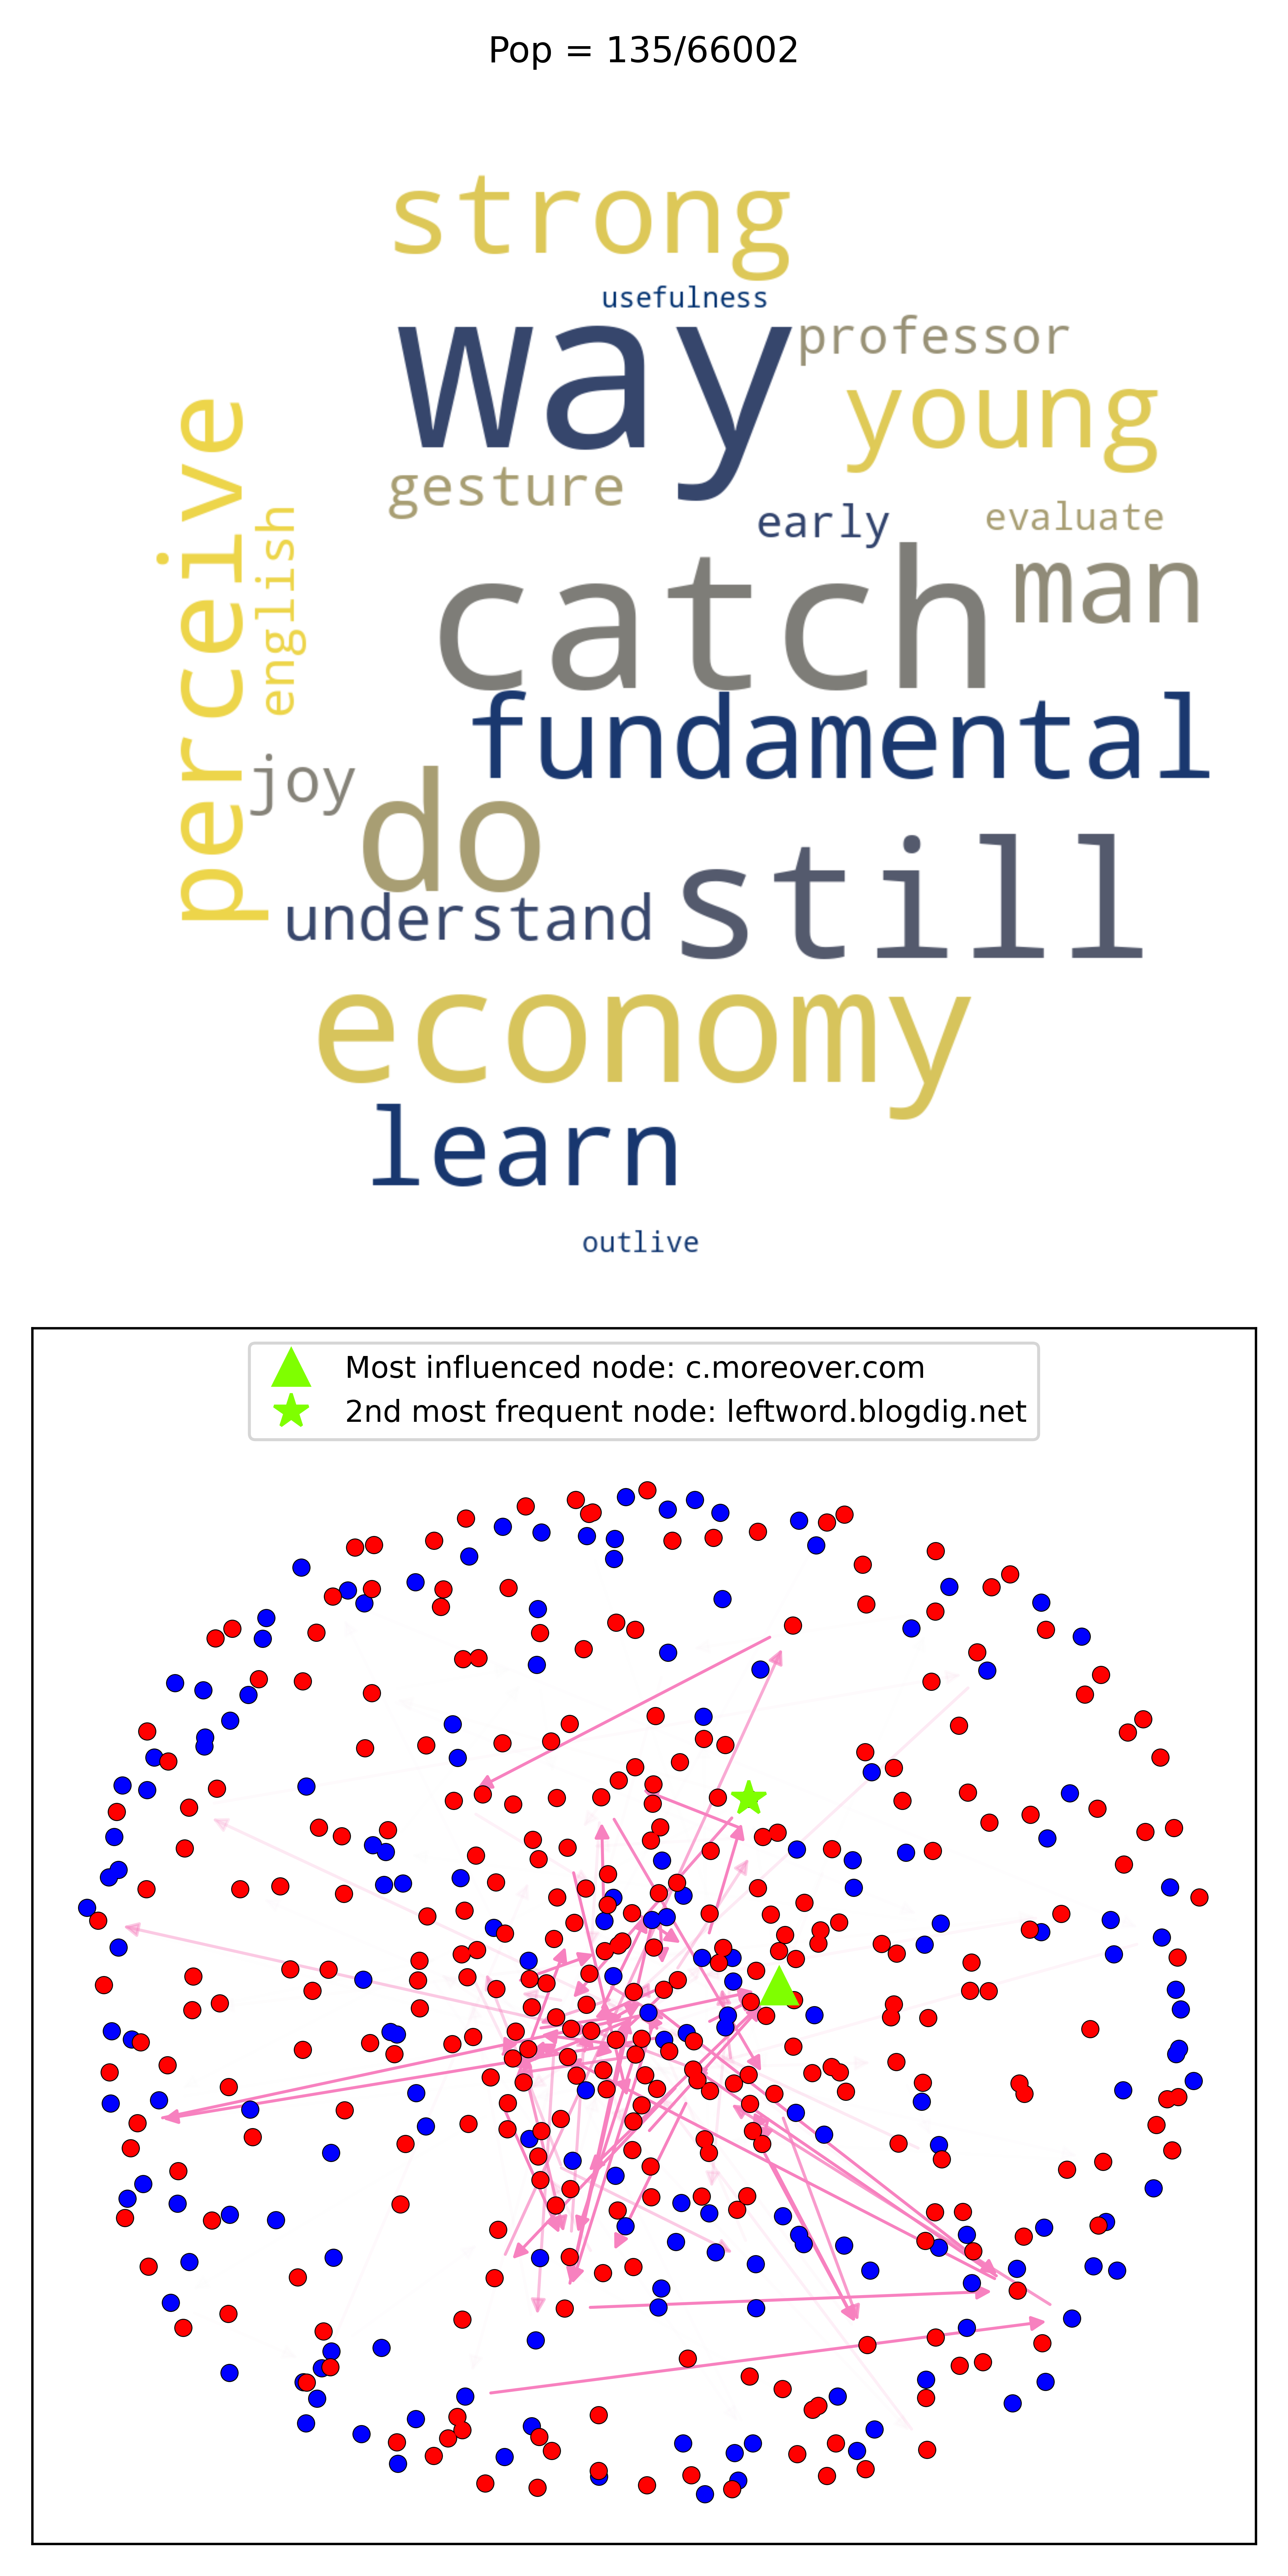 Pop = 135/66002
strong
usefulness
way
professor
young
perceive
gesture
english
early
evaluate
catch
man
fundamental
joy
do
understand
still
economy
learn
outlive
Most influenced node: c.moreover.com
2nd most frequent node: leftword.blogdig.net